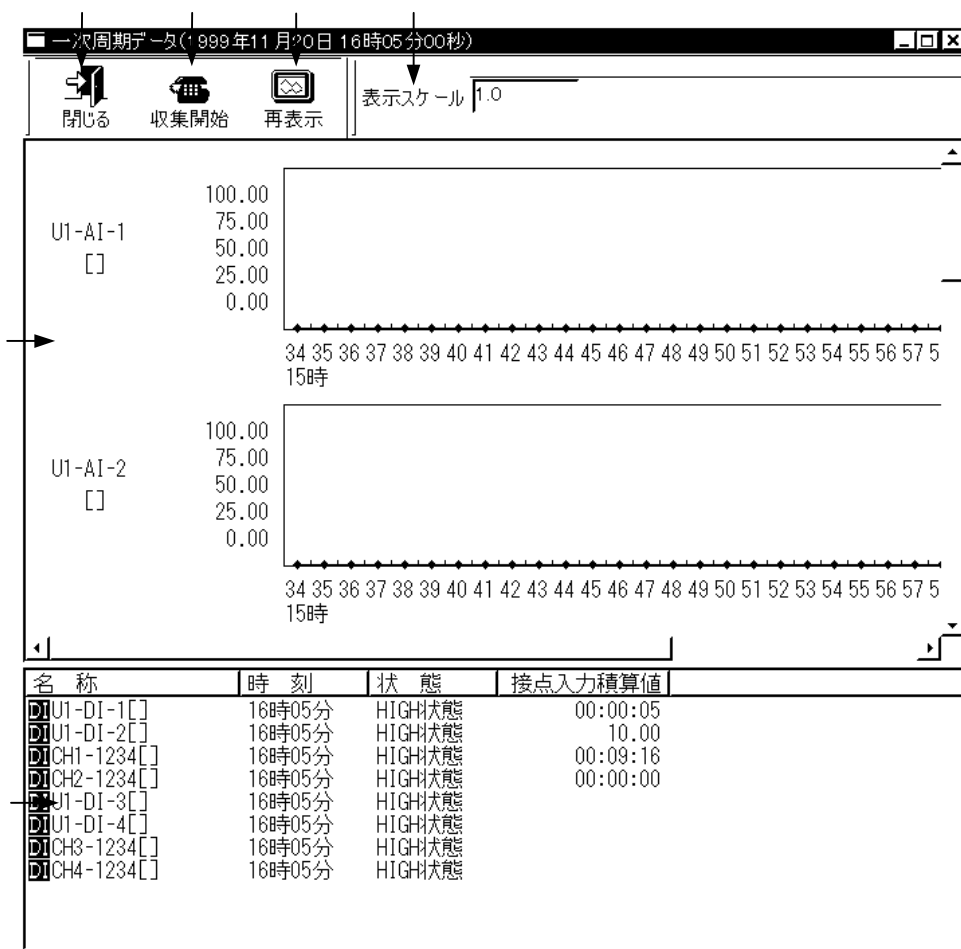 一次周期データ(1999年11月20日 16時05分00秒)
閉じる 収集開始 再表示 表示スケール 1.0
100.00
75.00
U1-AI-1
50.00
[]
25.00
0.00
34 35 36 37 38 39 40 41 42 43 44 45 46 47 48 49 50 51 52 53 54 55 56 57 5
15時
100.00
75.00
U1-AI-2
50.00
[]
25.00
0.00
34 35 36 37 38 39 40 41 42 43 44 45 46 47 48 49 50 51 52 53 54 55 56 57 5
15時
名 称 時 刻 状 態 接点入力積算値
DI U1-DI-1[] 16時05分 HIGH状態 00:00:05
DI U1-DI-2[] 16時05分 HIGH状態 10.00
DI CH1-1234[] 16時05分 HIGH状態 00:09:16
DI CH2-1234[] 16時05分 HIGH状態 00:00:00
DI U1-DI-3[] 16時05分 HIGH状態
DI U1-DI-4[] 16時05分 HIGH状態
DI CH3-1234[] 16時05分 HIGH状態
DI CH4-1234[] 16時05分 HIGH状態